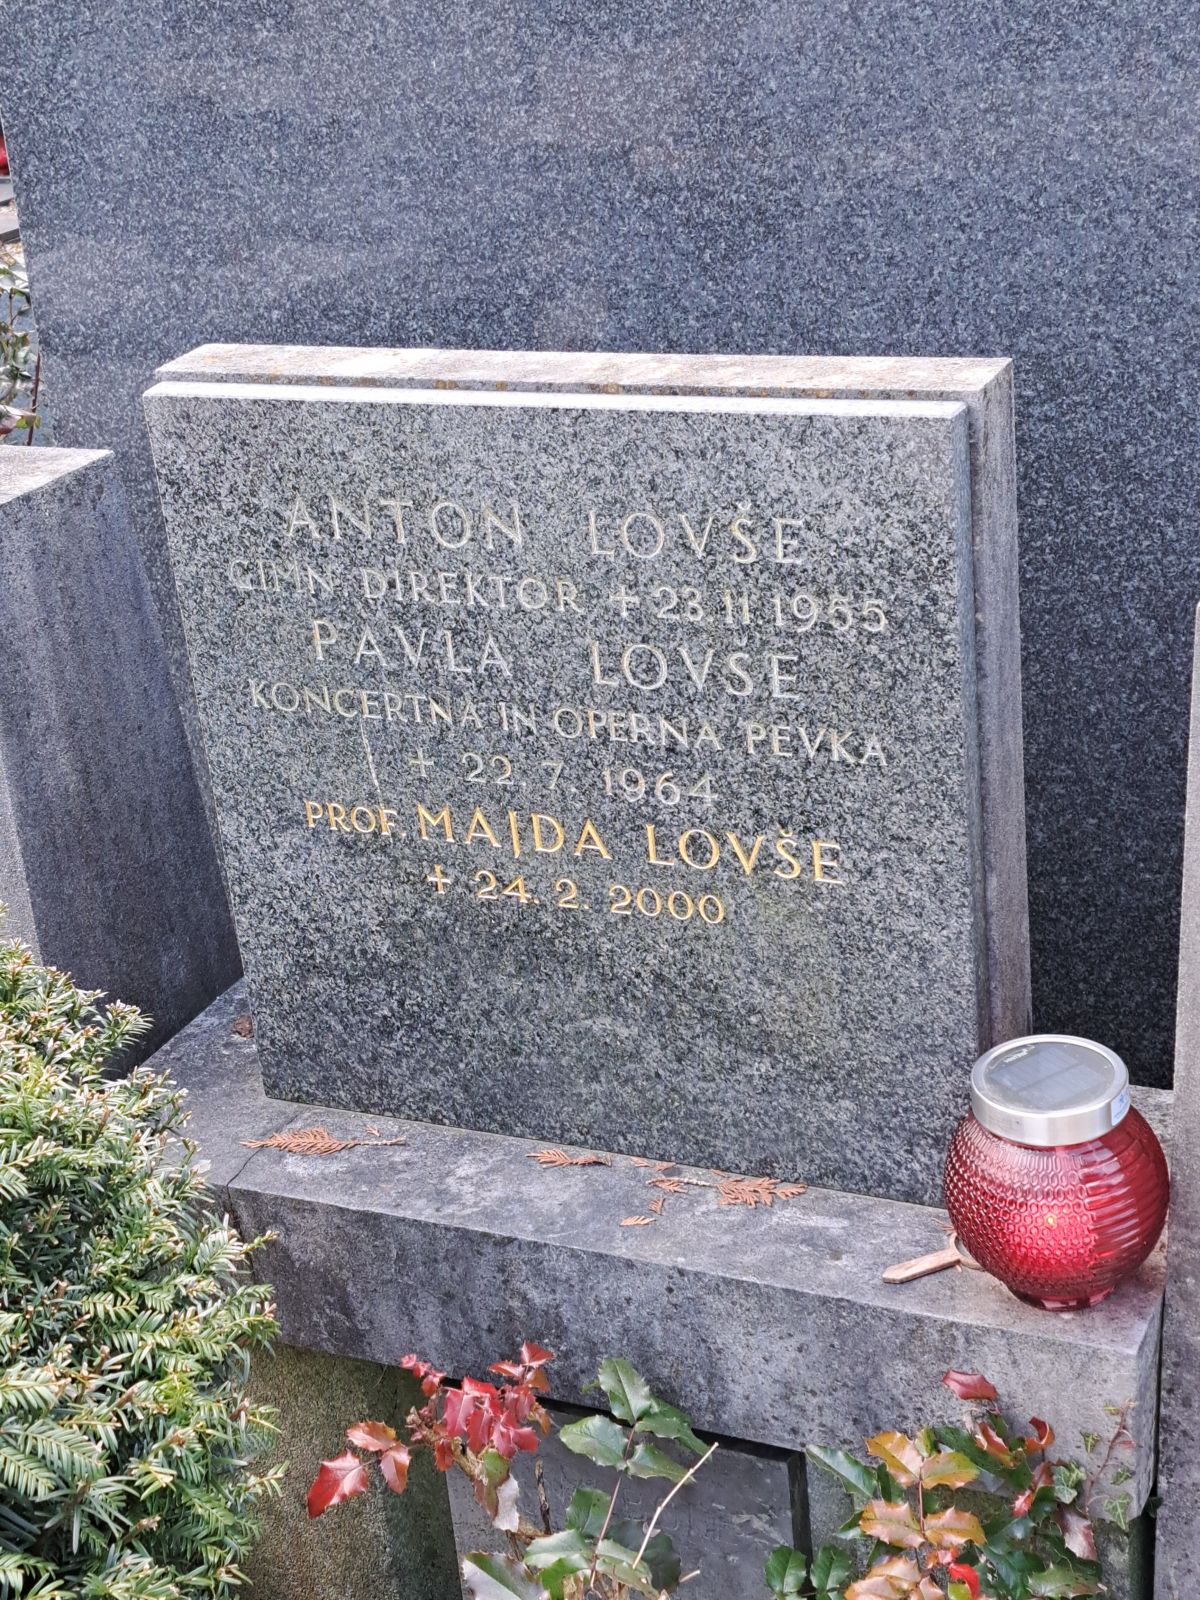 ANTON LOVŠE
GIMN. DIREKTOR + 23. 11. 1955
PAVLA LOVŠE
KONCERTNA IN OPERNA PEVKA
+ 22. 7. 1964
PROF. MAJDA LOVŠE
+ 24. 2. 2000